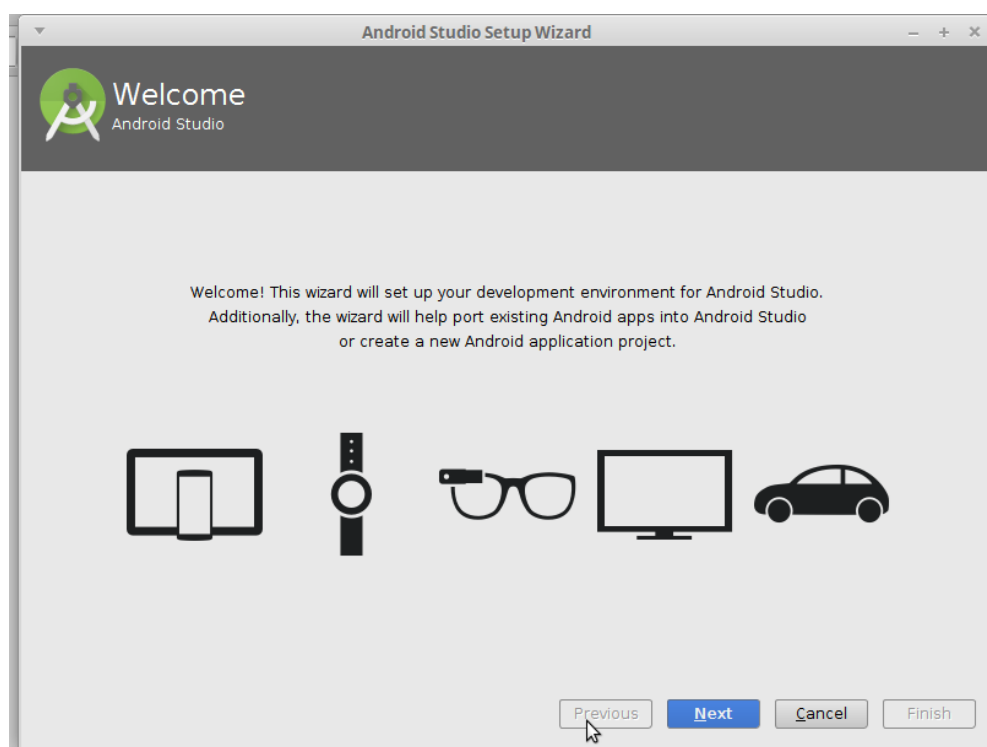 Android Studio Setup Wizard
Welcome
Android Studio
Welcome! This wizard will set up your development environment for Android Studio.
Additionally, the wizard will help port existing Android apps into Android Studio
or create a new Android application project.
Previous Next Cancel Finish